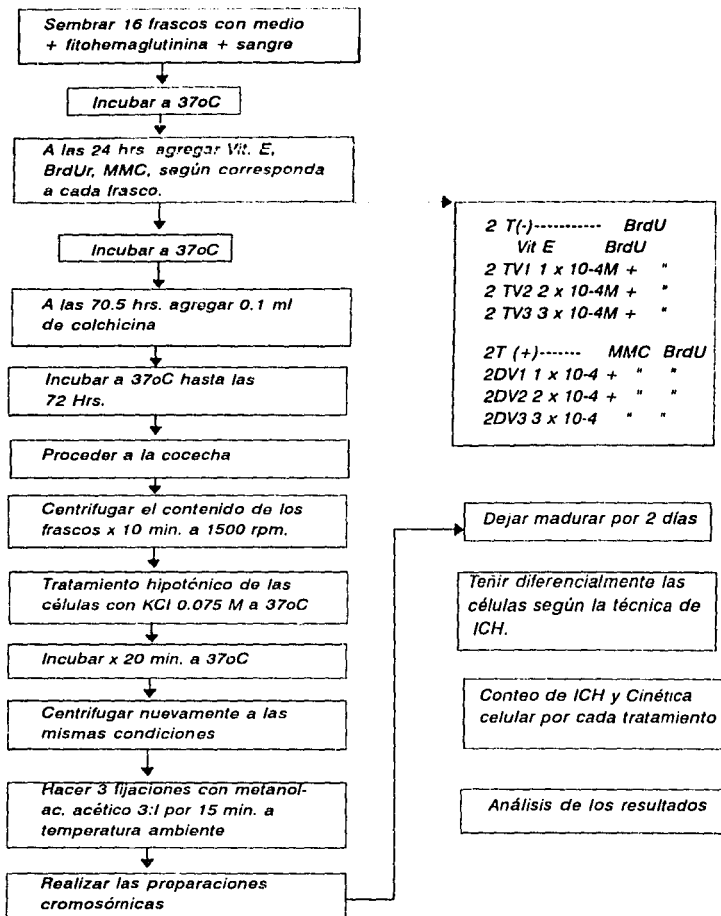 Sembrar 16 frascos con medio
+ fitohemaglutinina + sangre
Incubar a 37oC
A las 24 hrs agregar Vit. E,
BrdUr, MMC, según corresponda
a cada frasco.
Incubar a 37oC
A las 70.5 hrs. agregar 0.1 ml
de colchicina
Incubar a 37oC hasta las
72 Hrs.
Proceder a la cocecha
Centrifugar el contenido de los
frascos x 10 min. a 1500 rpm.
Tratamiento hipotónico de las
células con KCl 0.075 M a 37oC
Incubar x 20 min. a 37oC
Centrifugar nuevamente a las
mismas condiciones
Hacer 3 fijaciones con metanol-
ac. acético 3:1 por 15 min. a
temperatura ambiente
Realizar las preparaciones
cromosómicas
2 T(-)----------- BrdU
Vit E BrdU
2 TV1 1 x 10-4M + "
2 TV2 2 x 10-4M + "
2 TV3 3 x 10-4M + "
2T (+)------- MMC BrdU
2DV1 1 x 10-4 + " "
2DV2 2 x 10-4 + " "
2DV3 3 x 10-4 " "
Dejar madurar por 2 días
Teñir diferencialmente las
células según la técnica de
ICH.
Conteo de ICH y Cinética
celular por cada tratamiento
Análisis de los resultados